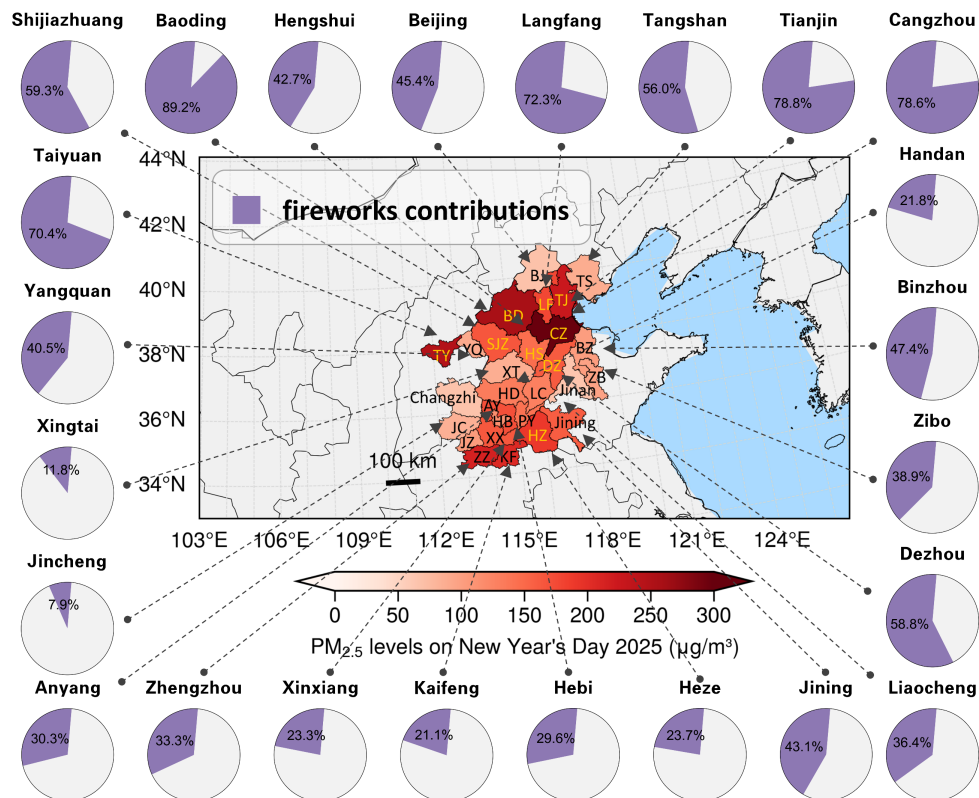 Shijiazhuang Baoding Hengshui Beijing Langfang Tangshan Tianjin Cangzhou
59.3% 89.2% 42.7% 45.4% 72.3% 56.0% 78.8% 78.6%
Taiyuan
70.4%
Yangquan
40.5%
Xingtai
11.8%
Jincheng
7.9%
44°N
42°N
40°N
38°N
36°N
34°N
fireworks contributions
BJ
TS
LF
TJ
BD
CZ
SJZ
TY
YQ
HS
BZ
DZ
XT
ZB
Changzhi
HD
LC
Jinan
AY
JC
HB
PY
Jining
JZ
XX
HZ
ZZ
KF
100 km
103°E 106°E 109°E 112°E 115°E 118°E 121°E 124°E
0 50 100 150 200 250 300
PM2.5 levels on New Year's Day 2025 (μg/m³)
Handan
21.8%
Binzhou
47.4%
Zibo
38.9%
Dezhou
58.8%
Anyang Zhengzhou Xinxiang Kaifeng Hebi Heze Jining Liaocheng
30.3% 33.3% 23.3% 21.1% 29.6% 23.7% 43.1% 36.4%